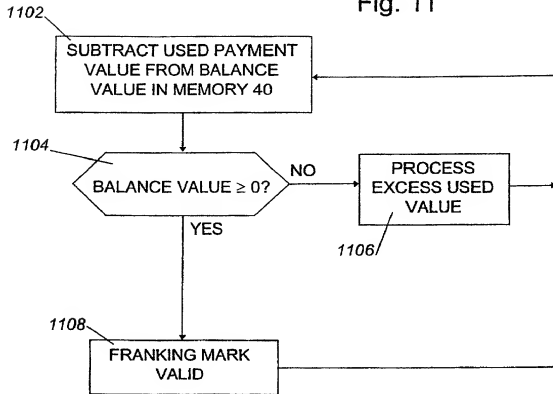 Fig. 11
1102
SUBTRACT USED PAYMENT
VALUE FROM BALANCE
VALUE IN MEMORY 40
1104
BALANCE VALUE ≥ 0?
NO
PROCESS
EXCESS USED
VALUE
1106
YES
1108
FRANKING MARK
VALID